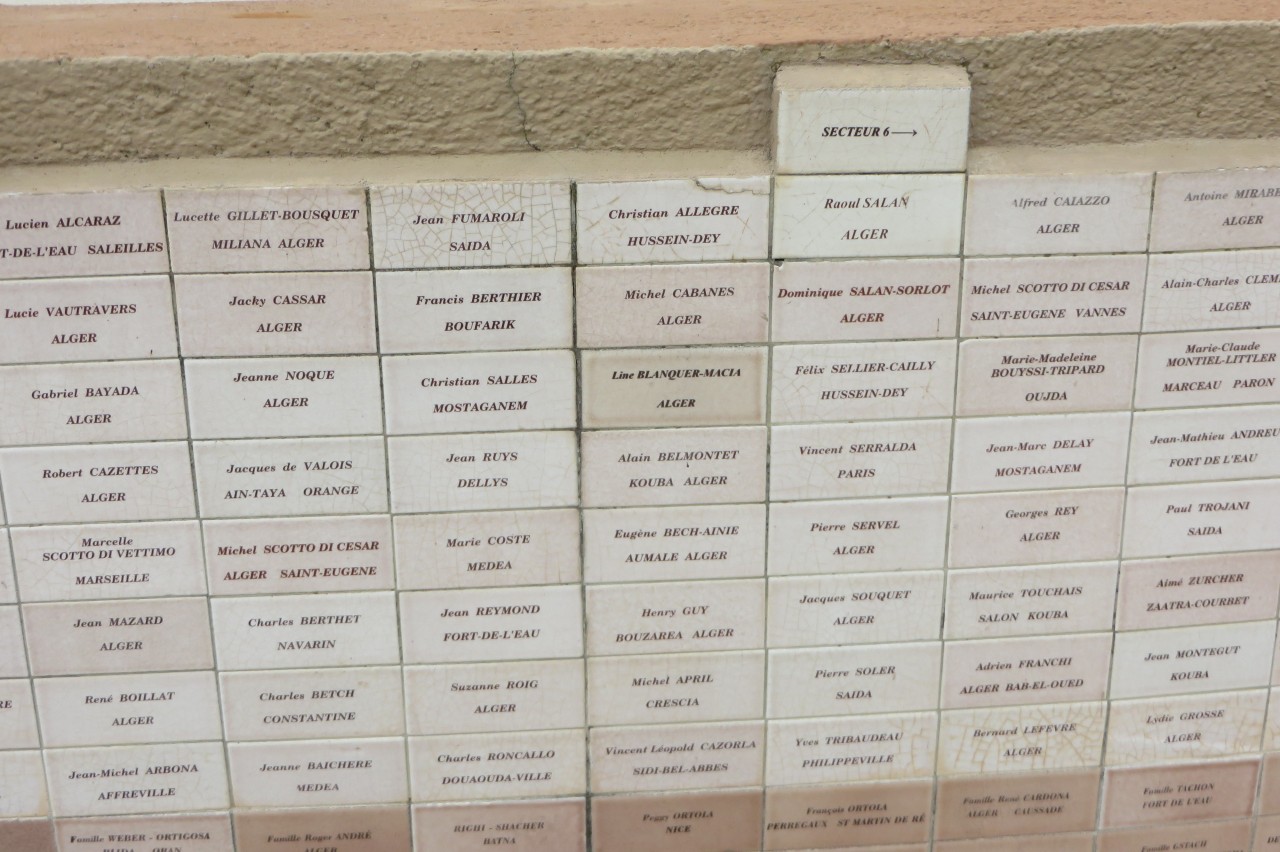 SECTEUR 6 →
Lucien ALCARAZ
T-DE-L'EAU SALEILLES
Lucette GILLET-BOUSQUET
MILIANA ALGER
Jean FUMAROLI
SAIDA
Christian ALLEGRE
HUSSEIN-DEY
Raoul SALAN
ALGER
Alfred CAIAZZO
ALGER
Antoine MIRABE
ALGER
Lucie VAUTRAVERS
ALGER
Jacky CASSAR
ALGER
Francis BERTHIER
BOUFARIK
Michel CABANES
ALGER
Dominique SALAN-SORLOT
ALGER
Michel SCOTTO DI CESAR
SAINT-EUGENE VANNES
Alain-Charles CLEM
ALGER
Gabriel BAYADA
ALGER
Jeanne NOQUE
ALGER
Christian SALLES
MOSTAGANEM
Line BLANQUER-MACIA
ALGER
Félix SELLIER-CAILLY
HUSSEIN-DEY
Marie-Madeleine
BOUYSSI-TRIPARD
OUJDA
Marie-Claude
MONTIEL-LITTLER
MARCEAU PARON
Robert CAZETTES
ALGER
Jacques de VALOIS
AIN-TAYA ORANGE
Jean RUYS
DELLYS
Alain BELMONTET
KOUBA ALGER
Vincent SERRALDA
PARIS
Jean-Marc DELAY
MOSTAGANEM
Jean-Mathieu ANDREU
FORT DE L'EAU
Marcelle
SCOTTO DI VETTIMO
MARSEILLE
Michel SCOTTO DI CESAR
ALGER SAINT-EUGENE
Marie COSTE
MEDEA
Eugène BECH-AINIE
AUMALE ALGER
Pierre SERVEL
ALGER
Georges REY
ALGER
Paul TROJANI
SAIDA
Jean MAZARD
ALGER
Charles BERTHET
NAVARIN
Jean REYMOND
FORT-DE-L'EAU
Henry GUY
BOUZAREA ALGER
Jacques SOUQUET
ALGER
Maurice TOUCHAIS
SALON KOUBA
Aimé ZURCHER
ZAATRA-COURBET
RE
René BOILLAT
ALGER
Charles BETCH
CONSTANTINE
Suzanne ROIG
ALGER
Michel APRIL
CRESCIA
Pierre SOLER
SAIDA
Adrien FRANCHI
ALGER BAB-EL-OUED
Jean MONTEGUT
KOUBA
Jean-Michel ARBONA
AFFREVILLE
Jeanne BAICHERE
MEDEA
Charles RONCALLO
DOUAOUDA-VILLE
Vincent Léopold CAZORLA
SIDI-BEL-ABBES
Yves TRIBAUDEAU
PHILIPPEVILLE
Bernard LEFEVRE
ALGER
Lydie GROSSE
ALGER
Famille WEBER - ORTIGOSA
BLIDA ORAN
Famille Roger ANDRÉ
ALGER
RIGHI - SHACHER
BATNA
Peggy ORTOLA
NICE
François ORTOLA
PERREGAUX ST MARTIN DE RÉ
Famille René CARDONA
ALGER CAUSSADE
Famille TACHON
FORT DE L'EAU
Famille GSTACH